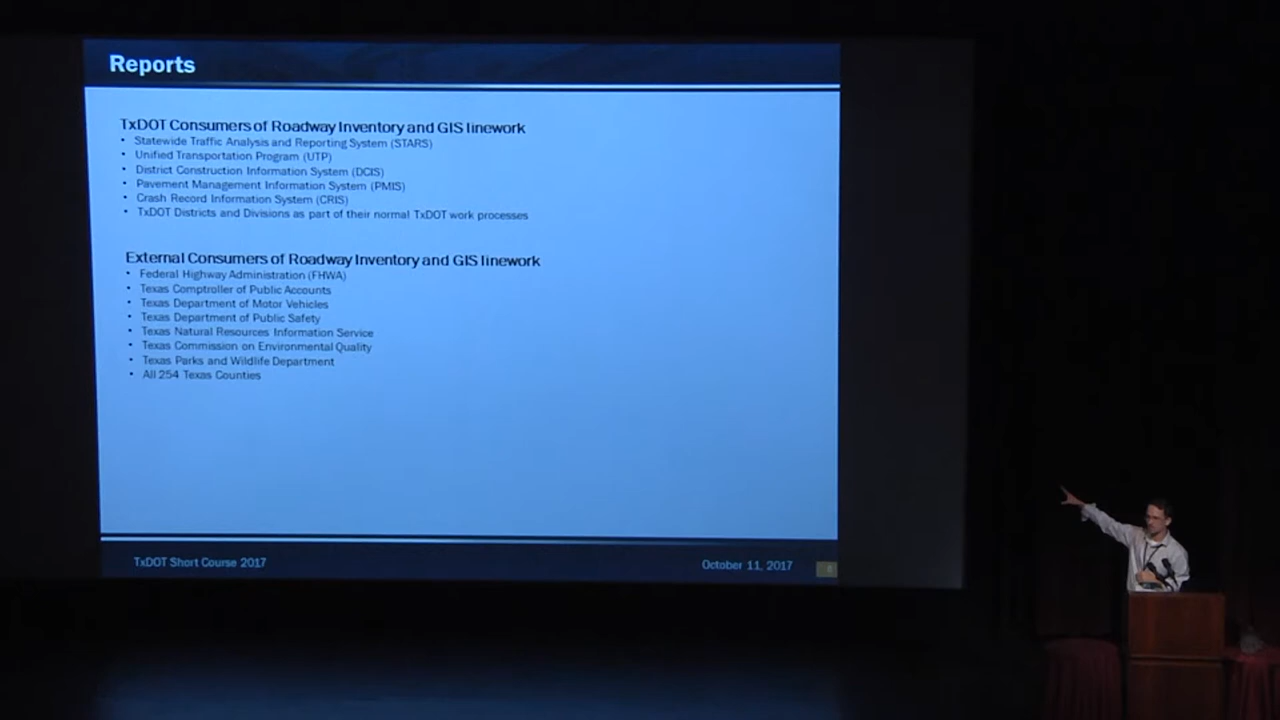 Reports
TxDOT Consumers of Roadway Inventory and GIS linework
• Statewide Traffic Analysis and Reporting System (STARS)
• Unified Transportation Program (UTP)
• District Construction Information System (DCIS)
• Pavement Management Information System (PMIS)
• Crash Record Information System (CRIS)
• TxDOT Districts and Divisions as part of their normal TxDOT work processes
External Consumers of Roadway Inventory and GIS linework
• Federal Highway Administration (FHWA)
• Texas Comptroller of Public Accounts
• Texas Department of Motor Vehicles
• Texas Department of Public Safety
• Texas Natural Resources Information Service
• Texas Commission on Environmental Quality
• Texas Parks and Wildlife Department
• All 254 Texas Counties
TxDOT Short Course 2017
October 11, 2017